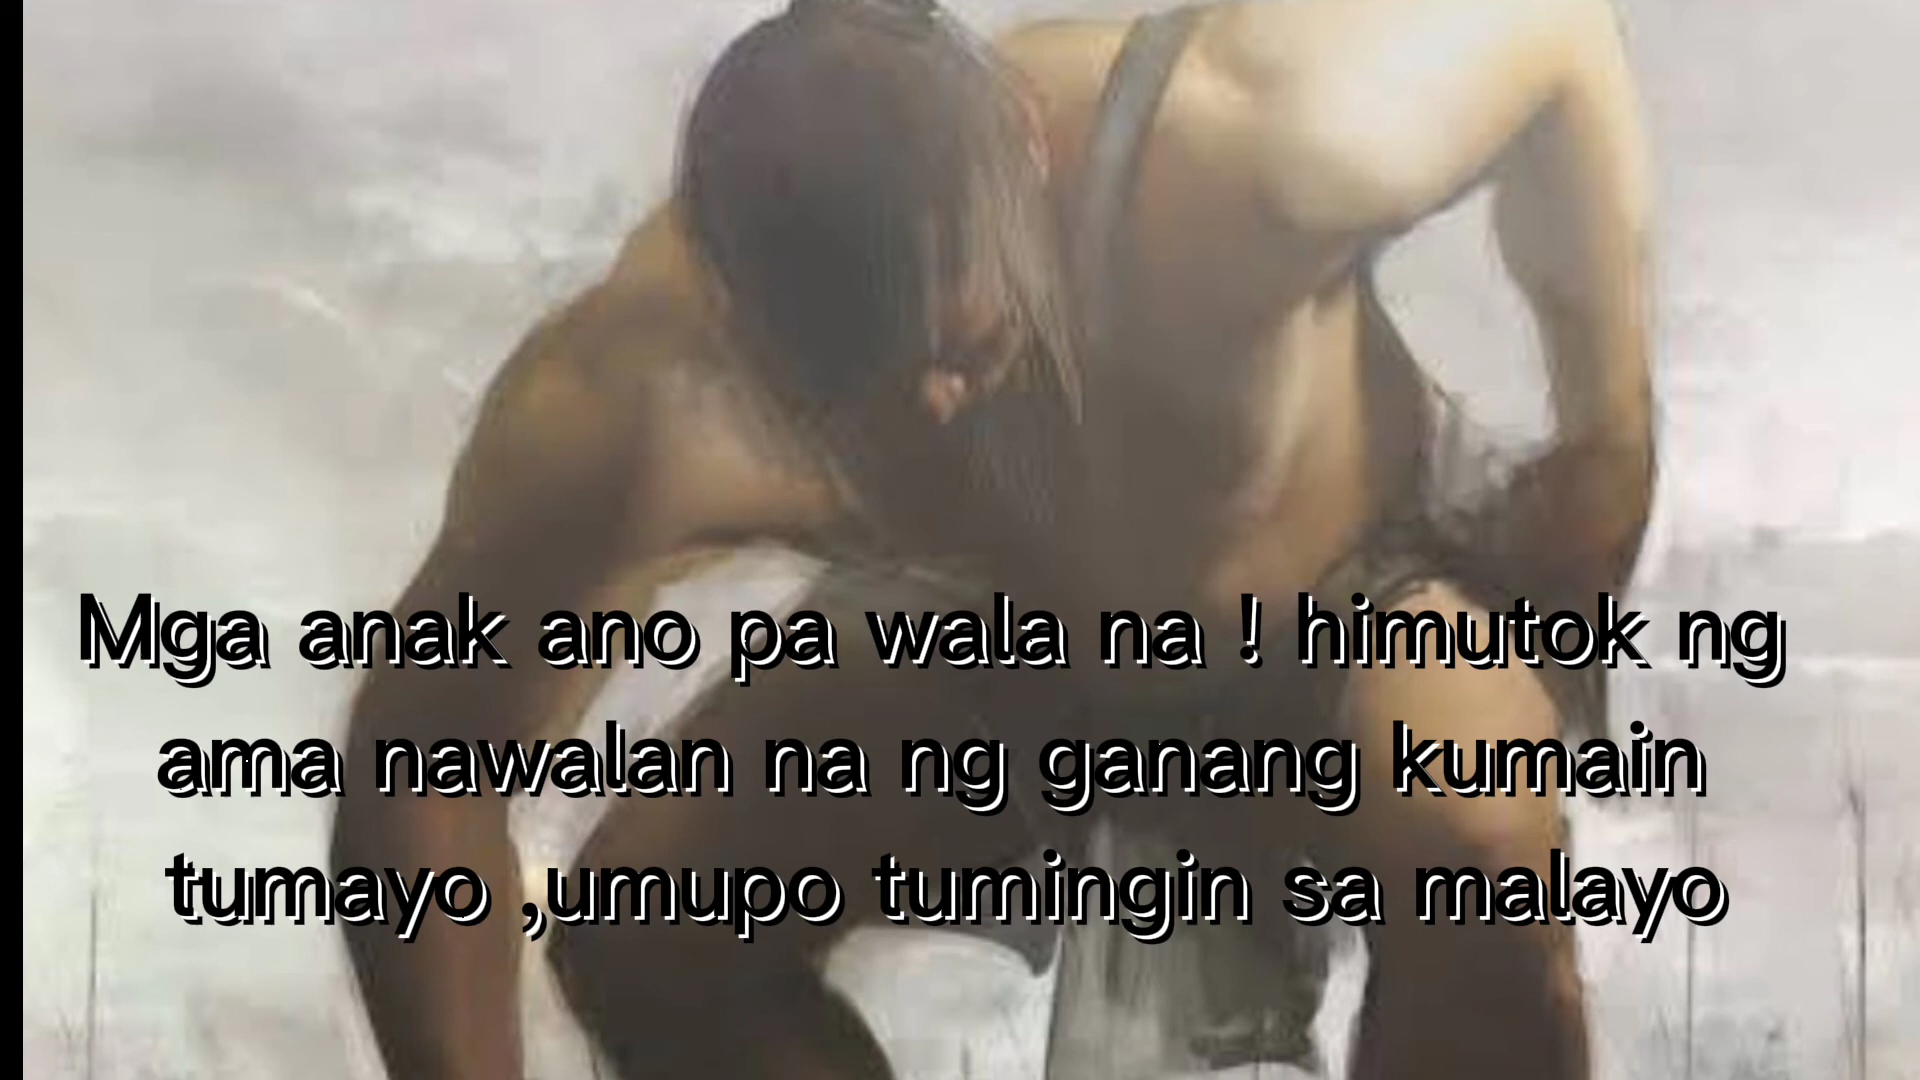 Mga anak ano pa wala na ! himutok ng
ama nawalan na ng ganang kumain
tumayo ,umupo tumingin sa malayo